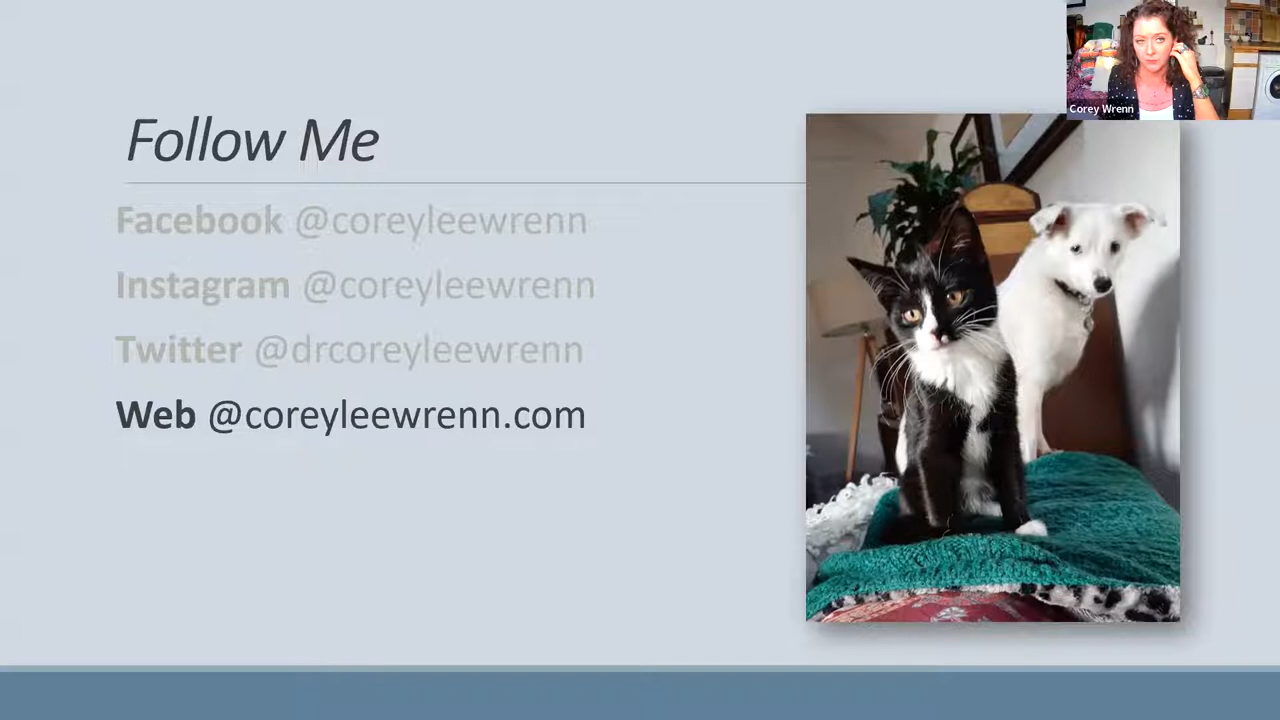 Corey Wrenn
Follow Me
Facebook @coreyleewrenn
Instagram @coreyleewrenn
Twitter @drcoreyleewrenn
Web @coreyleewrenn.com